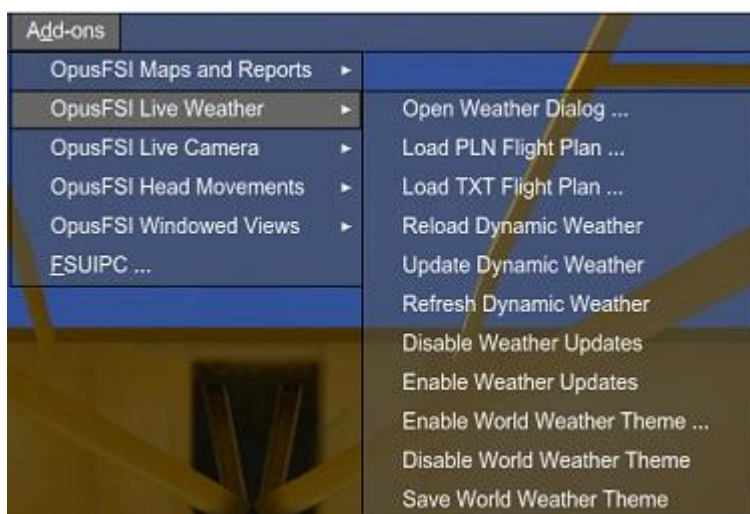 Add-ons
OpusFSI Maps and Reports
OpusFSI Live Weather
OpusFSI Live Camera
OpusFSI Head Movements
OpusFSI Windowed Views
FSUIPC ...
Open Weather Dialog ...
Load PLN Flight Plan ...
Load TXT Flight Plan ...
Reload Dynamic Weather
Update Dynamic Weather
Refresh Dynamic Weather
Disable Weather Updates
Enable Weather Updates
Enable World Weather Theme ...
Disable World Weather Theme
Save World Weather Theme